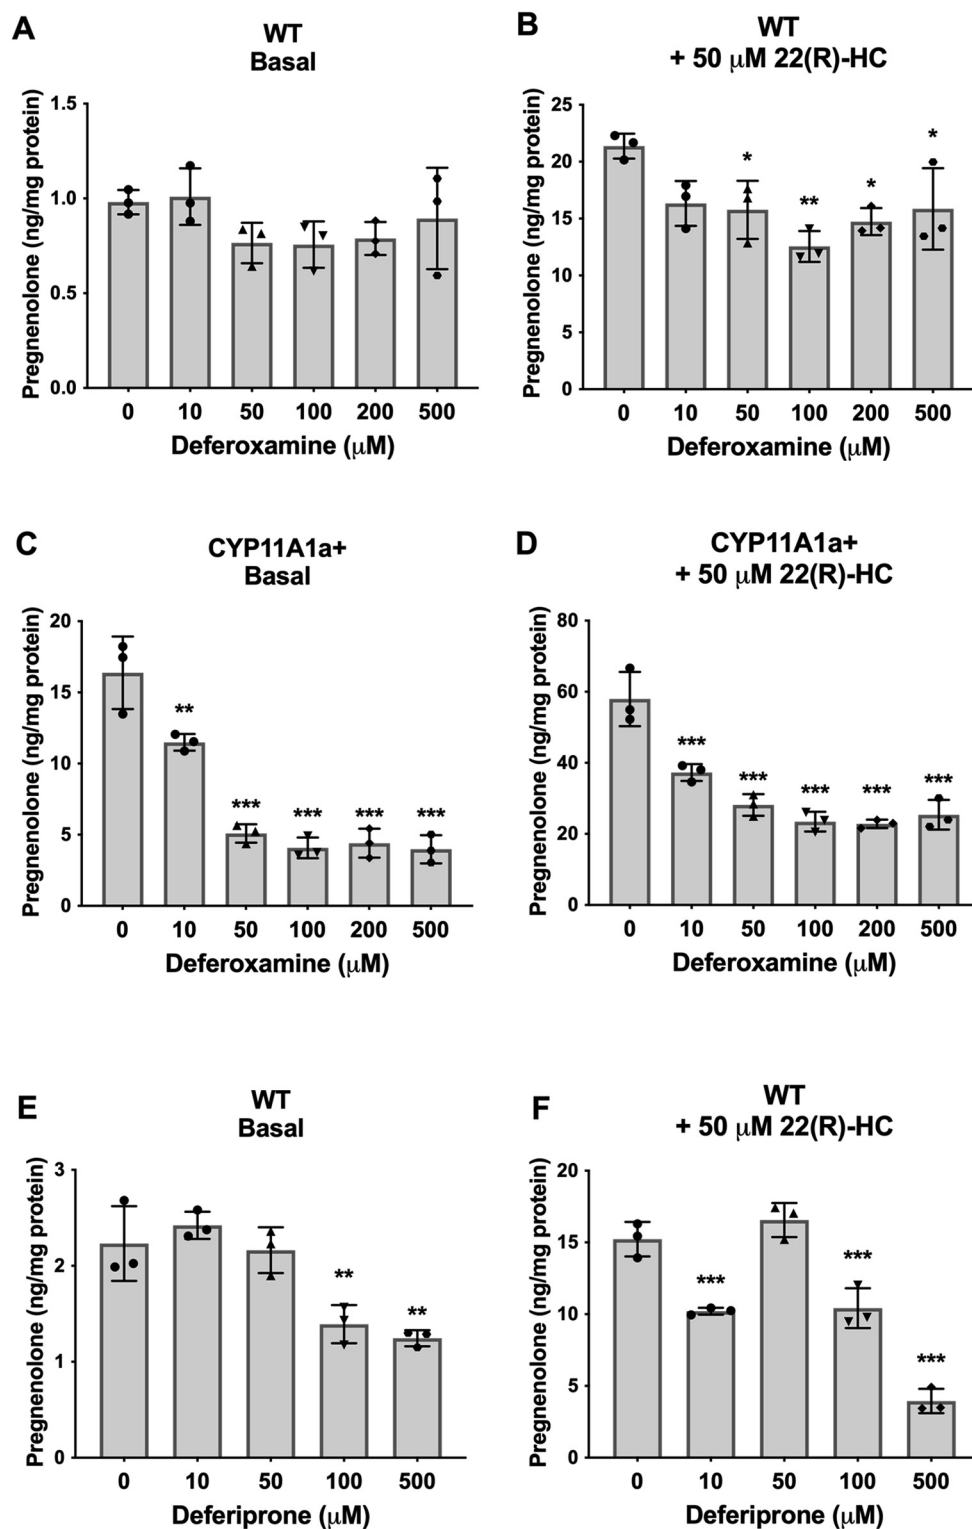 A
WT
Basal
Pregnenolone (ng/mg protein)
1.5
1.0
0.5
0.0
0 10 50 100 200 500
Deferoxamine (μM)
B
WT
+ 50 μM 22(R)-HC
Pregnenolone (ng/mg protein)
25
20
15
10
5
0
* ** * *
0 10 50 100 200 500
Deferoxamine (μM)
C
CYP11A1a+
Basal
Pregnenolone (ng/mg protein)
20
15
10
5
0
** *** *** *** ***
0 10 50 100 200 500
Deferoxamine (μM)
D
CYP11A1a+
+ 50 μM 22(R)-HC
Pregnenolone (ng/mg protein)
80
60
40
20
0
*** *** *** *** ***
0 10 50 100 200 500
Deferoxamine (μM)
E
WT
Basal
Pregnenolone (ng/mg protein)
3
2
1
0
** **
0 10 50 100 500
Deferiprone (μM)
F
WT
+ 50 μM 22(R)-HC
Pregnenolone (ng/mg protein)
20
15
10
5
0
*** *** ***
0 10 50 100 500
Deferiprone (μM)